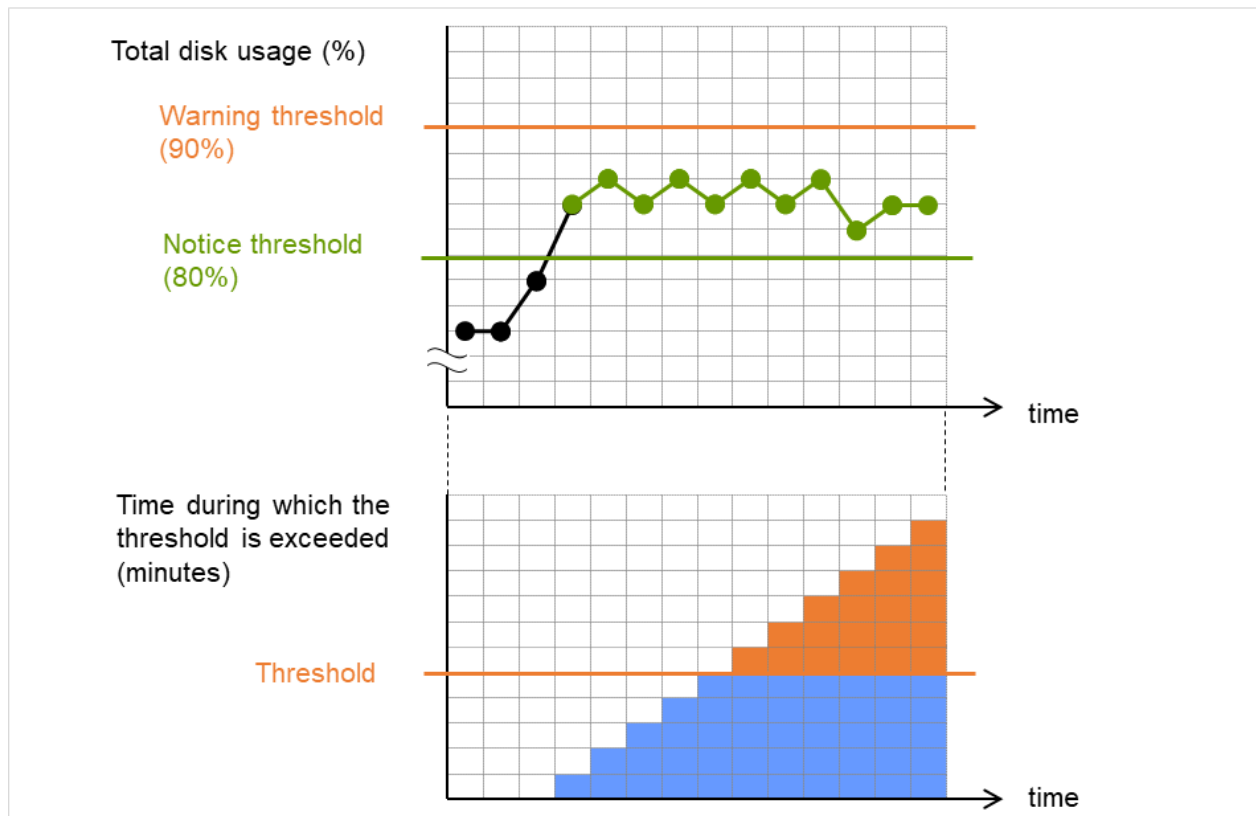 Total disk usage (%)
Warning threshold
(90%)
Notice threshold
(80%)
time
Time during which the
threshold is exceeded
(minutes)
Threshold
time